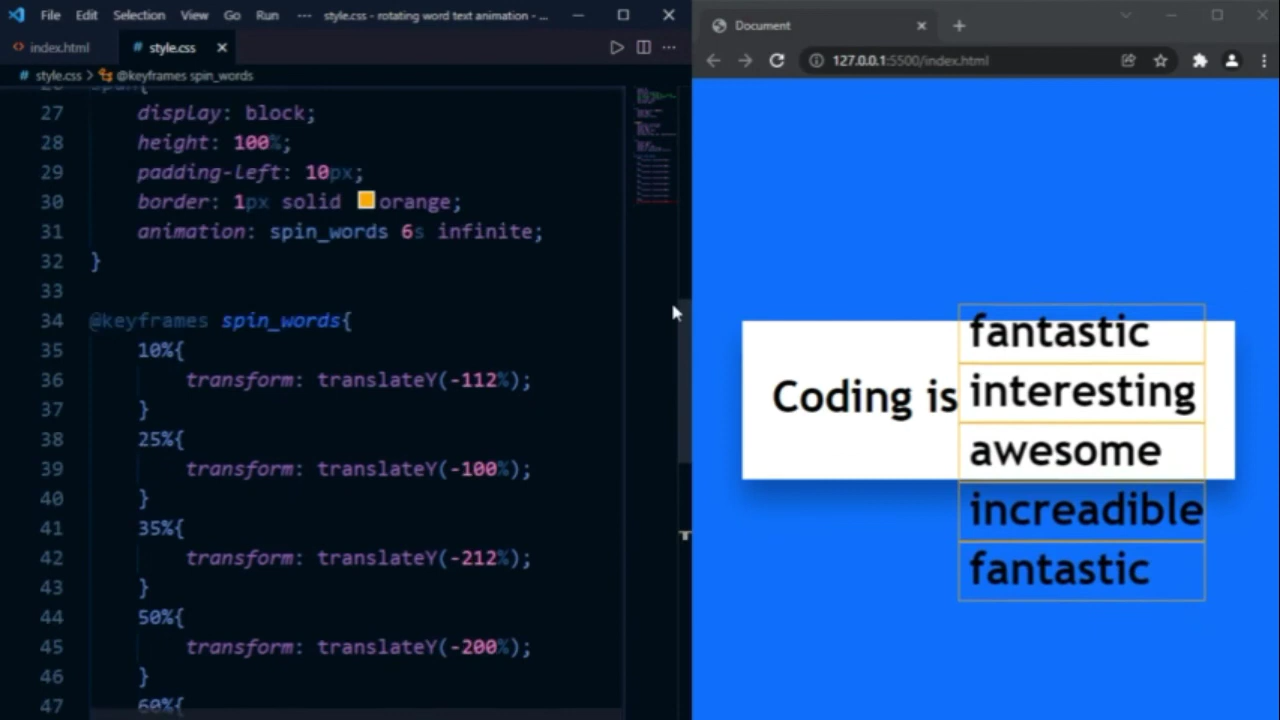 File Edit Selection View Go Run ··· style.css - rotating word text animation - ...
index.html
style.css
style.css > @keyframes spin_words
26 span{
27 display: block;
28 height: 100%;
29 padding-left: 10px;
30 border: 1px solid orange;
31 animation: spin_words 6s infinite;
32 }
33
34 @keyframes spin_words{
35 10%{
36 transform: translateY(-112%);
37 }
38 25%{
39 transform: translateY(-100%);
40 }
41 35%{
42 transform: translateY(-212%);
43 }
44 50%{
45 transform: translateY(-200%);
46 }
47 60%{
Document
127.0.0.1:5500/index.html
fantastic
Coding is interesting
awesome
increadible
fantastic